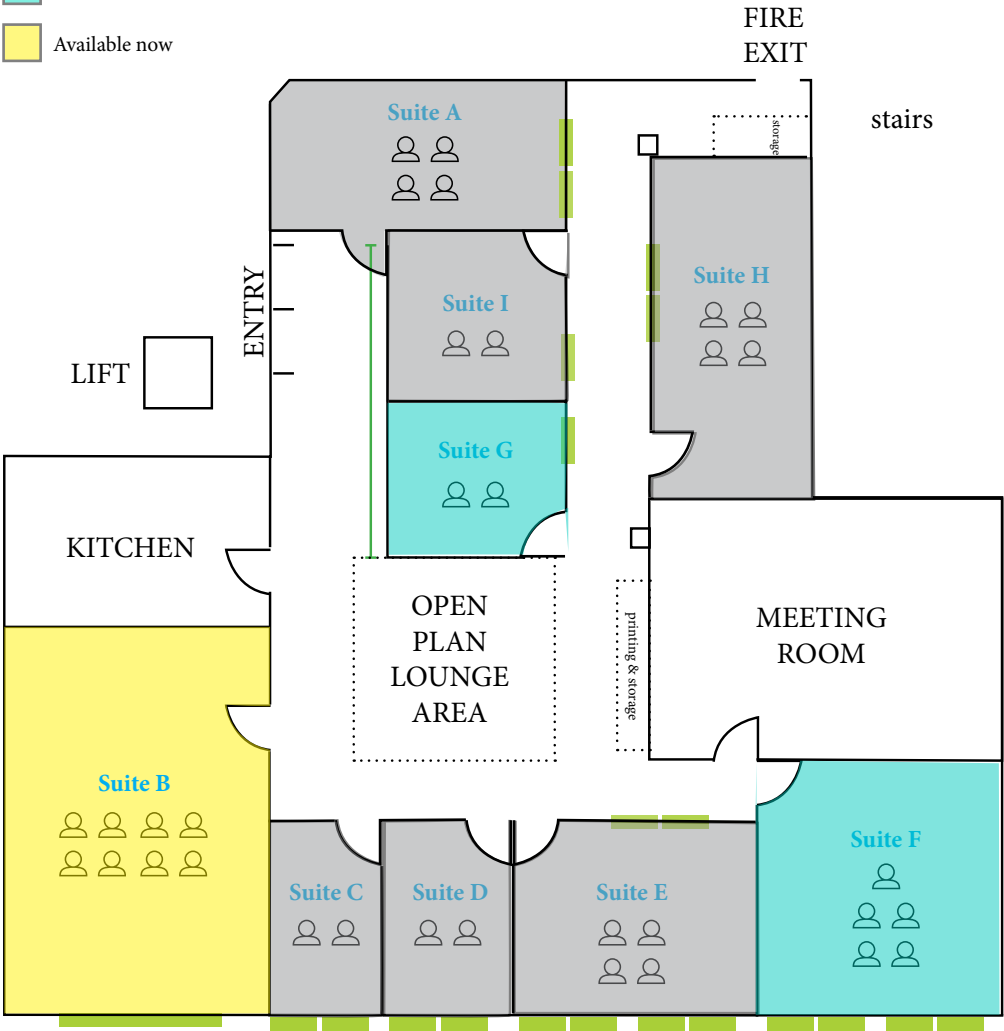 Available now
FIRE
EXIT
stairs
storage
Suite A
ENTRY
Suite I
Suite H
LIFT
Suite G
KITCHEN
OPEN
PLAN
LOUNGE
AREA
printing & storage
MEETING
ROOM
Suite B
Suite C
Suite D
Suite E
Suite F